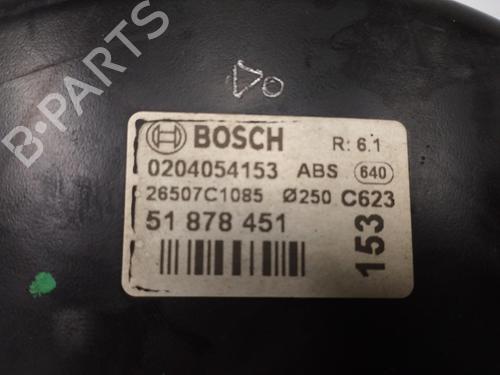 B-PARTS
BOSCH R: 6.1
0204054153 ABS 640
26507C1085 Ø250 C623
51 878 451
153